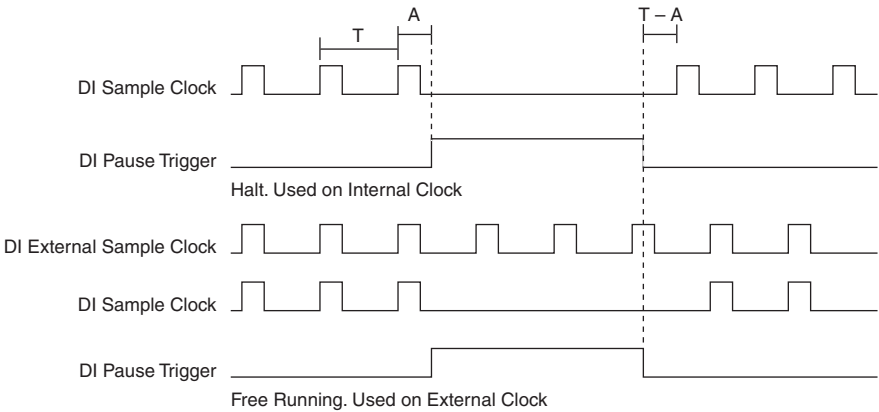 A
T – A
T
DI Sample Clock
DI Pause Trigger
Halt. Used on Internal Clock
DI External Sample Clock
DI Sample Clock
DI Pause Trigger
Free Running. Used on External Clock